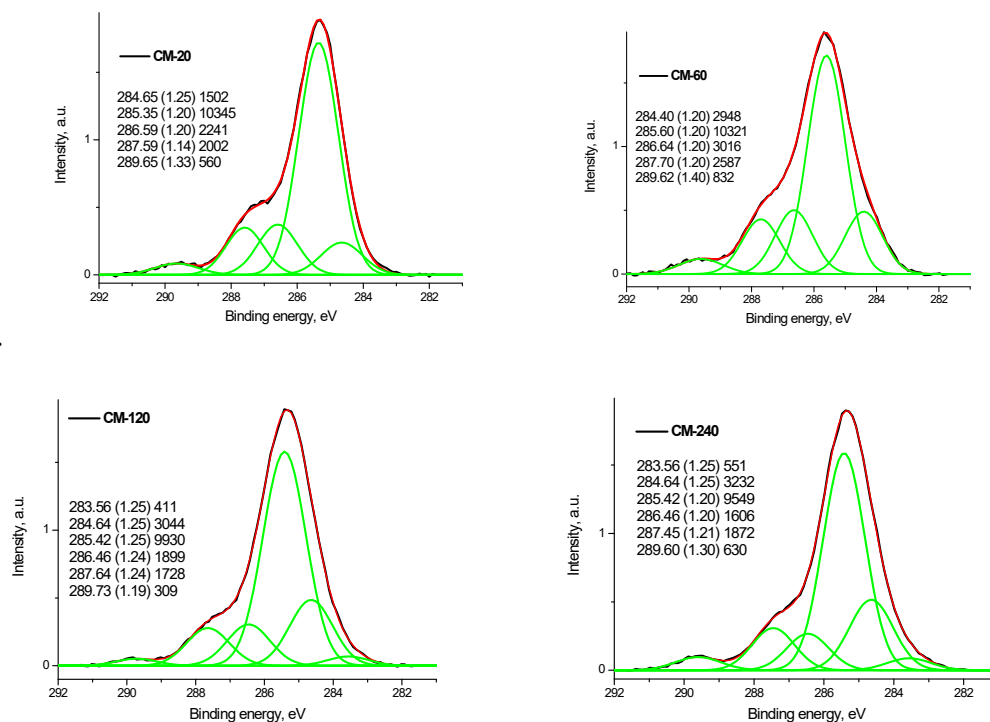 CM-20
284.65 (1.25) 1502
285.35 (1.20) 10345
286.59 (1.20) 2241
287.59 (1.14) 2002
289.65 (1.33) 560
Intensity, a.u.
1
0
292 290 288 286 284 282
Binding energy, eV
CM-60
284.40 (1.20) 2948
285.60 (1.20) 10321
286.64 (1.20) 3016
287.70 (1.20) 2587
289.62 (1.40) 832
Intensity, a.u.
1
0
292 290 288 286 284 282
Binding energy, eV
CM-120
283.56 (1.25) 411
284.64 (1.25) 3044
285.42 (1.25) 9930
286.46 (1.24) 1899
287.64 (1.24) 1728
289.73 (1.19) 309
Intensity, a.u.
1
0
292 290 288 286 284 282
Binding energy, eV
CM-240
283.56 (1.25) 551
284.64 (1.25) 3232
285.42 (1.20) 9549
286.46 (1.20) 1606
287.45 (1.21) 1872
289.60 (1.30) 630
Intensity, a.u.
1
0
292 290 288 286 284 282
Binding energy, eV